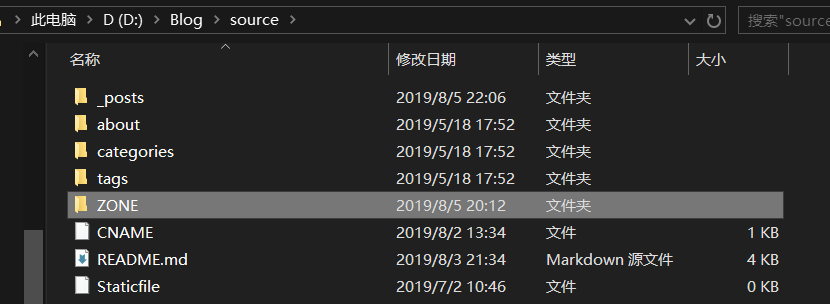 此电脑 > D (D:) > Blog > source >
搜索"source
名称 修改日期 类型 大小
_posts 2019/8/5 22:06 文件夹
about 2019/5/18 17:52 文件夹
categories 2019/5/18 17:52 文件夹
tags 2019/5/18 17:52 文件夹
ZONE 2019/8/5 20:12 文件夹
CNAME 2019/8/2 13:34 文件 1 KB
README.md 2019/8/3 21:34 Markdown 源文件 4 KB
Staticfile 2019/7/2 10:46 文件 0 KB